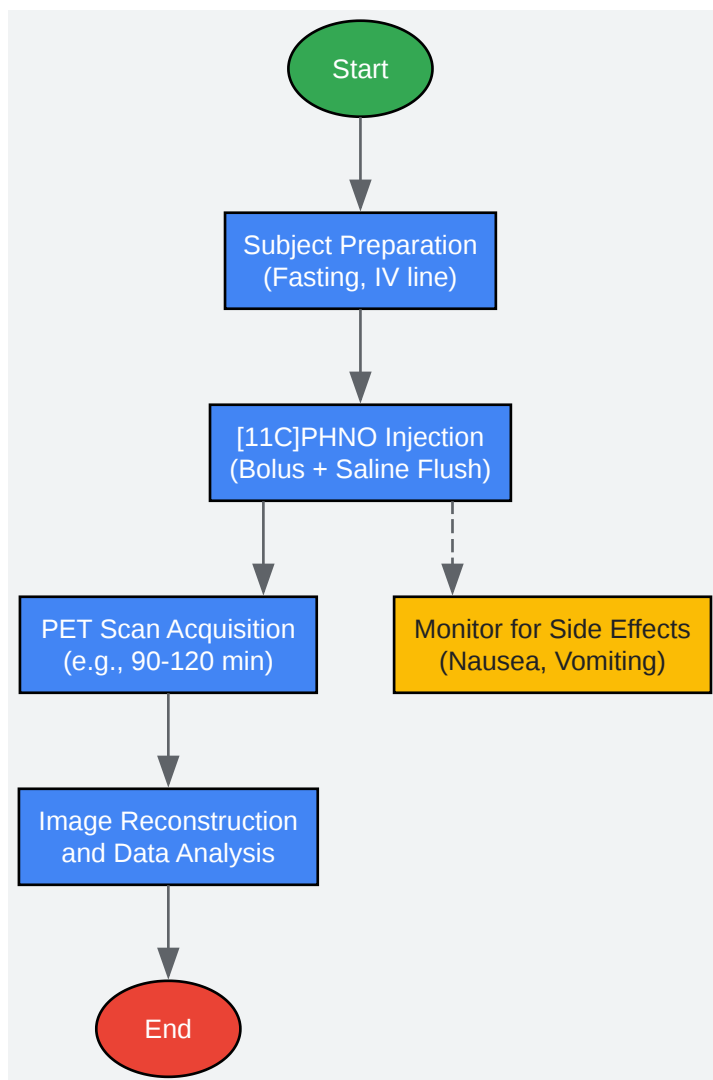 Start
Subject Preparation
(Fasting, IV line)
[11C]PHNO Injection
(Bolus + Saline Flush)
PET Scan Acquisition
(e.g., 90-120 min)
Monitor for Side Effects
(Nausea, Vomiting)
Image Reconstruction
and Data Analysis
End